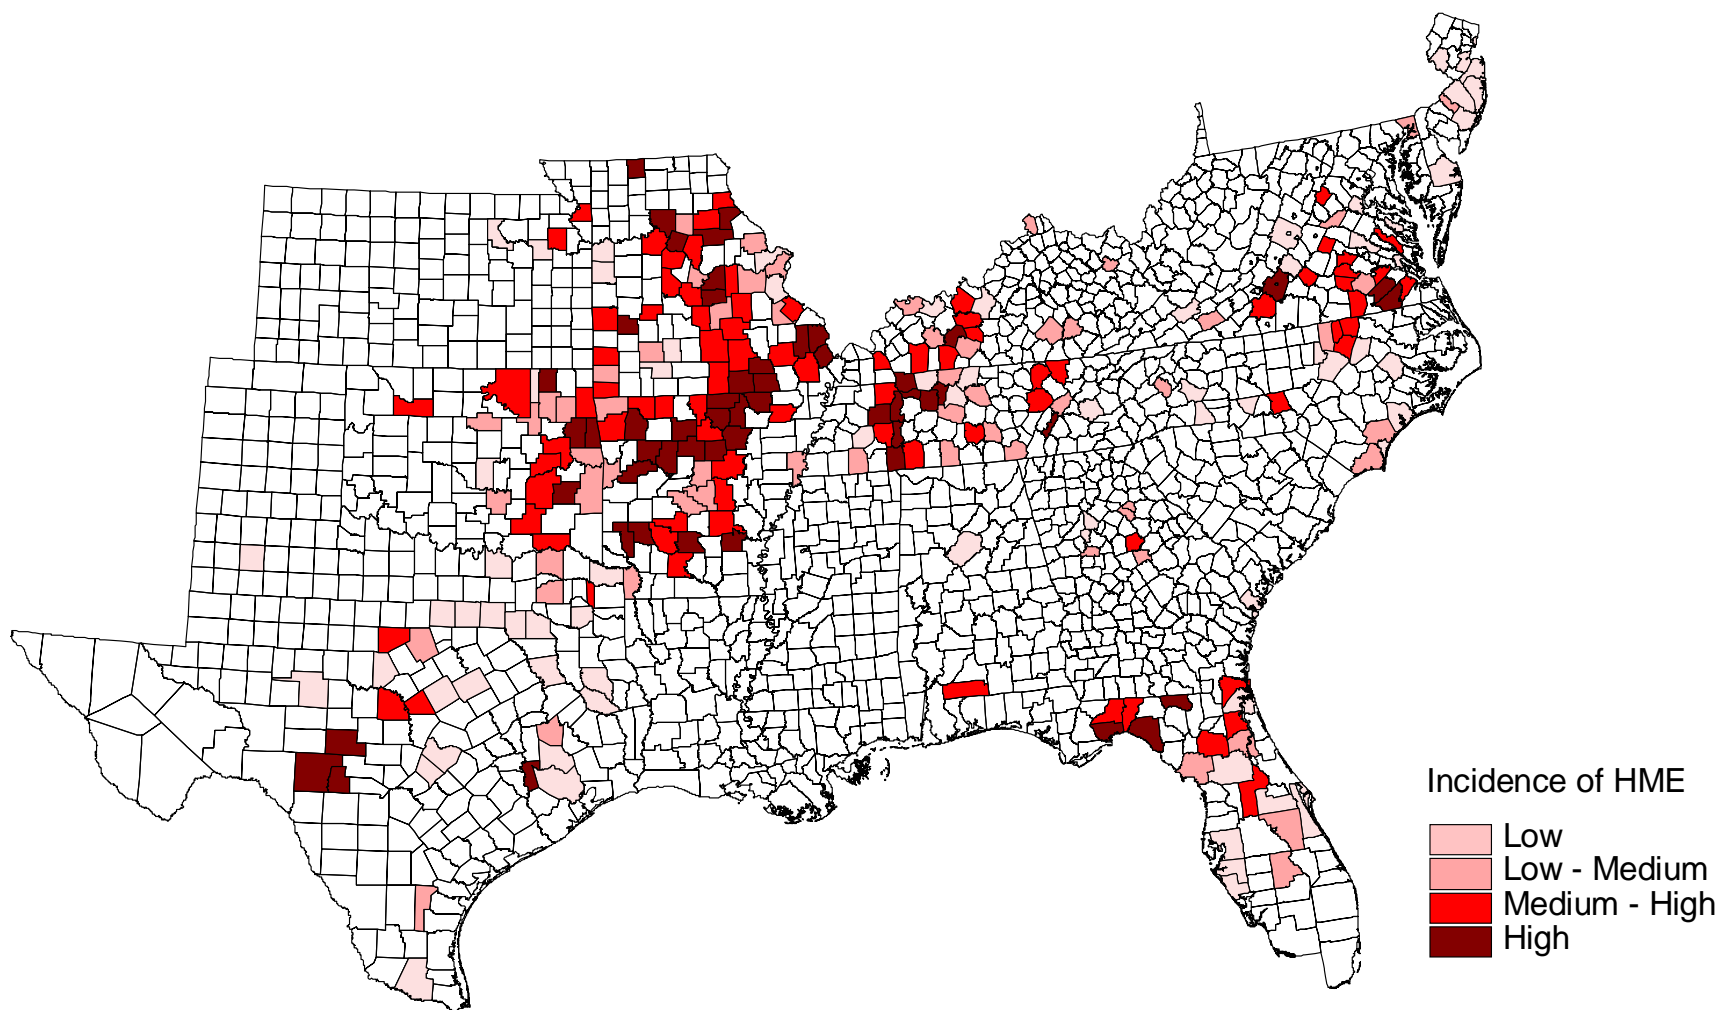 Incidence of HME
Low
Low - Medium
Medium - High
High